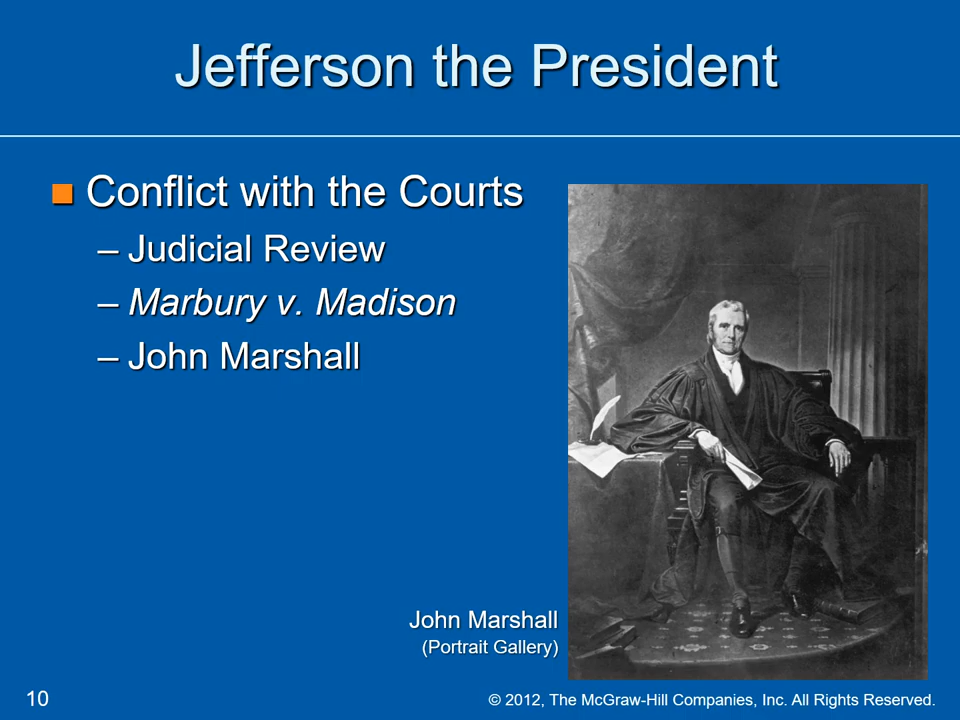 Jefferson the President
Conflict with the Courts
– Judicial Review
– Marbury v. Madison
– John Marshall
John Marshall
(Portrait Gallery)
10
© 2012, The McGraw-Hill Companies, Inc. All Rights Reserved.